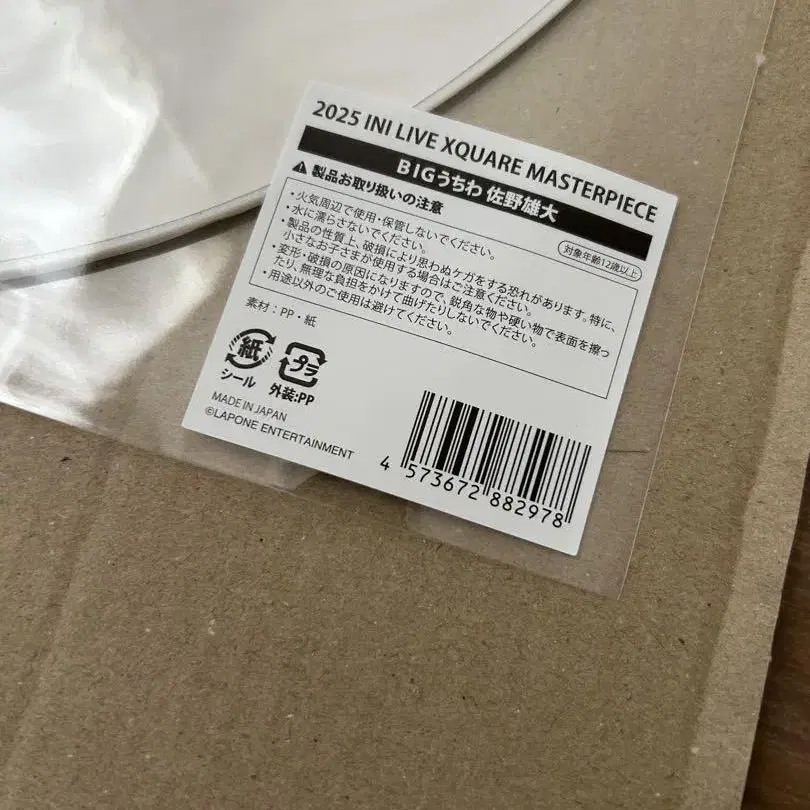 2025 INI LIVE XQUARE MASTERPIECE
BIGうちわ 佐野雄大
製品お取り扱いの注意
対象年齢12歳以上
・火気周辺で使用・保管しないでください。
・水に濡らさないでください。
・製品の性質上、破損により思わぬケガをする恐れがあります。特に、
小さなお子さまが使用する場合はご注意ください。
・変形・破損の原因になりますので、鋭角な物や硬い物で表面を擦っ
たり、無理な負担をかけて曲げたりしないでください。
・用途以外のご使用は避けてください。
素材：PP・紙
紙
シール
プラ
外装:PP
MADE IN JAPAN
©LAPONE ENTERTAINMENT
4 573672 882978